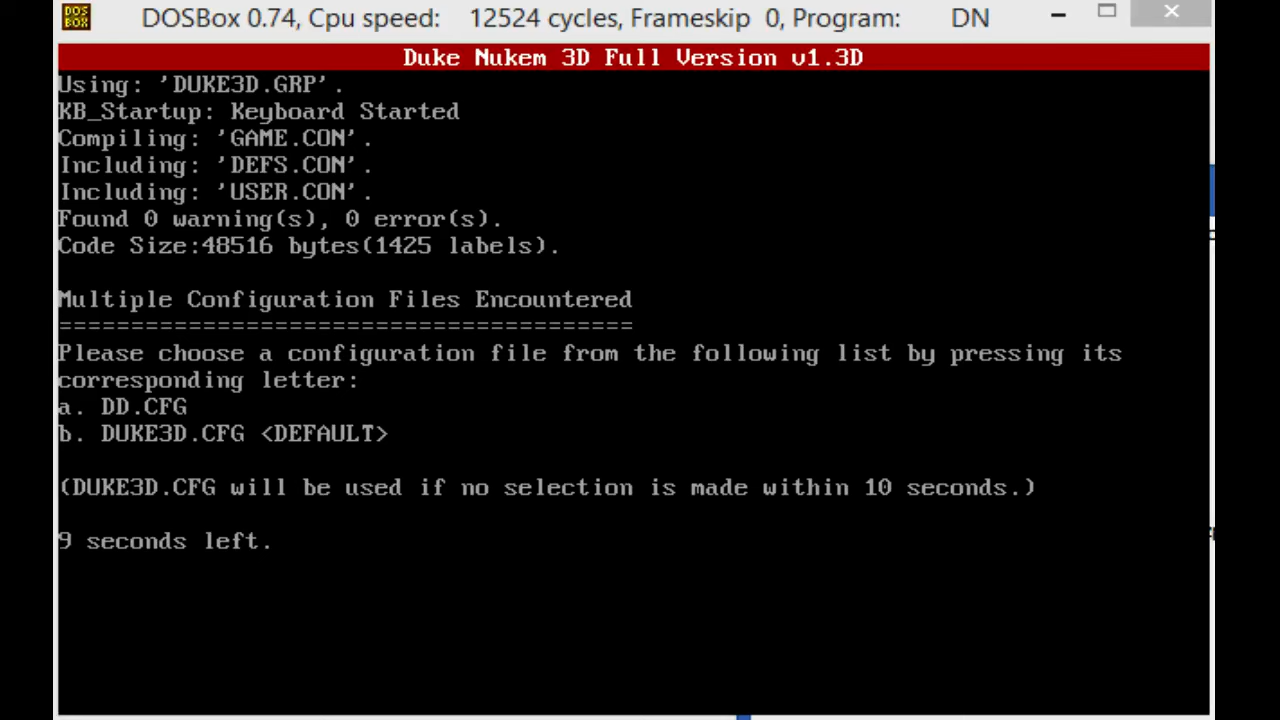 DOS
BOX
DOSBox 0.74, Cpu speed: 12524 cycles, Frameskip 0, Program: DN
Duke Nukem 3D Full Version v1.3D
Using: 'DUKE3D.GRP'.
KB_Startup: Keyboard Started
Compiling: 'GAME.CON'.
Including: 'DEFS.CON'.
Including: 'USER.CON'.
Found 0 warning(s), 0 error(s).
Code Size:48516 bytes(1425 labels).
Multiple Configuration Files Encountered
========================================
Please choose a configuration file from the following list by pressing its
corresponding letter:
a. DD.CFG
b. DUKE3D.CFG <DEFAULT>
(DUKE3D.CFG will be used if no selection is made within 10 seconds.)
9 seconds left.